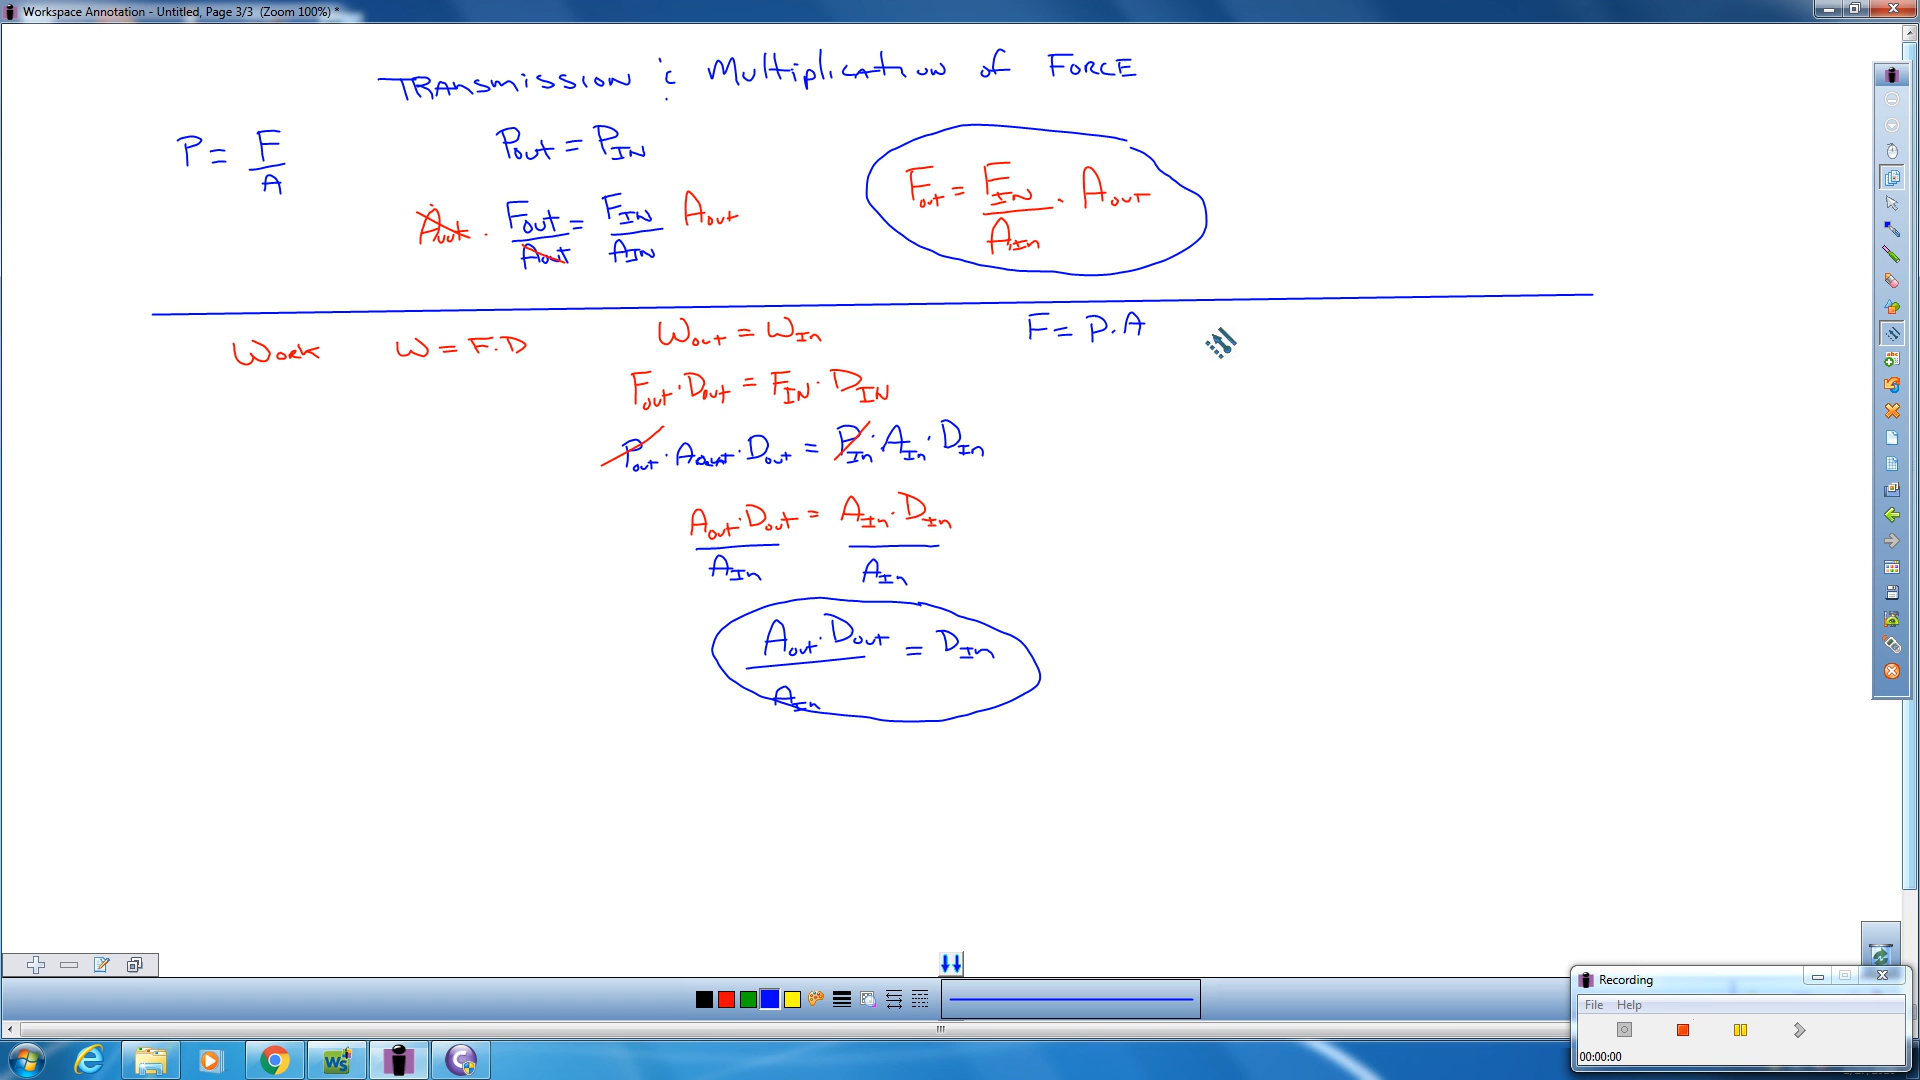 Workspace Annotation - Untitled, Page 3/3 (Zoom 100%) *
TRANSMISSION & Multiplication of FORCE
P = F/A
Pout = PIN
Aout · Fout/Aout = FIN/AIN Aout
Fout = FIN/AIn · Aout
Work W = F.D
Wout = WIn
F = P.A
Fout · Dout = FIN · DIN
Pout · Aout · Dout = PIn · AIn · DIn
Aout · Dout = AIn · DIn
AIn AIn
Aout · Dout/AIn = DIn
abc
Recording
File Help
00:00:00
WS